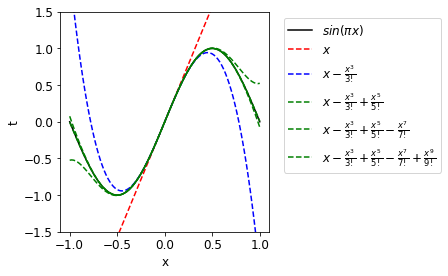 1.5
1.0
0.5
0.0
−0.5
−1.0
−1.5
−1.0
−0.5
0.0
0.5
1.0
x
t
sin(πx)
x
x − x³/3!
x − x³/3! + x⁵/5!
x − x³/3! + x⁵/5! − x⁷/7!
x − x³/3! + x⁵/5! − x⁷/7! + x⁹/9!